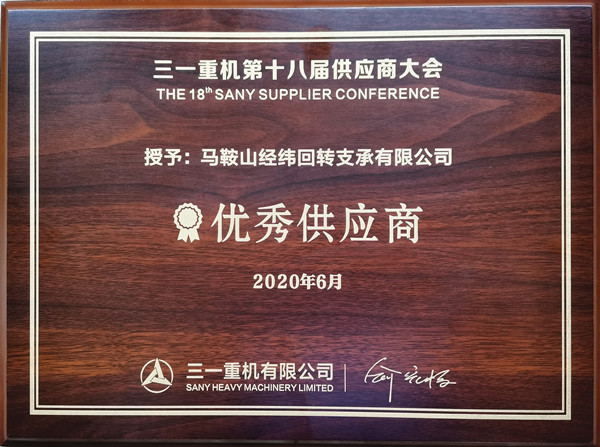 三一重机第十八届供应商大会
THE 18th SANY SUPPLIER CONFERENCE
授予：马鞍山经纬回转支承有限公司
优秀供应商
2020年6月
三一重机有限公司
SANY HEAVY MACHINERY LIMITED